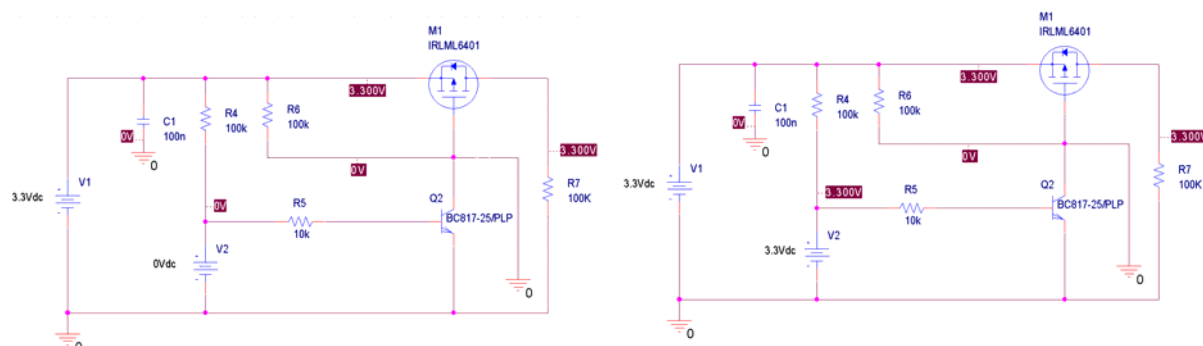 M1
IRLML6401
3.300V
C1
100n
0V
0
R4
100k
R6
100k
0V
3.300V
R7
100K
V1
3.3Vdc
0V
R5
10k
Q2
BC817-25/PLP
V2
0Vdc
0
0
M1
IRLML6401
3.300V
C1
100n
0V
0
R4
100k
R6
100k
0V
3.300V
R7
100K
V1
3.3Vdc
3.300V
R5
10k
Q2
BC817-25/PLP
V2
3.3Vdc
0
0